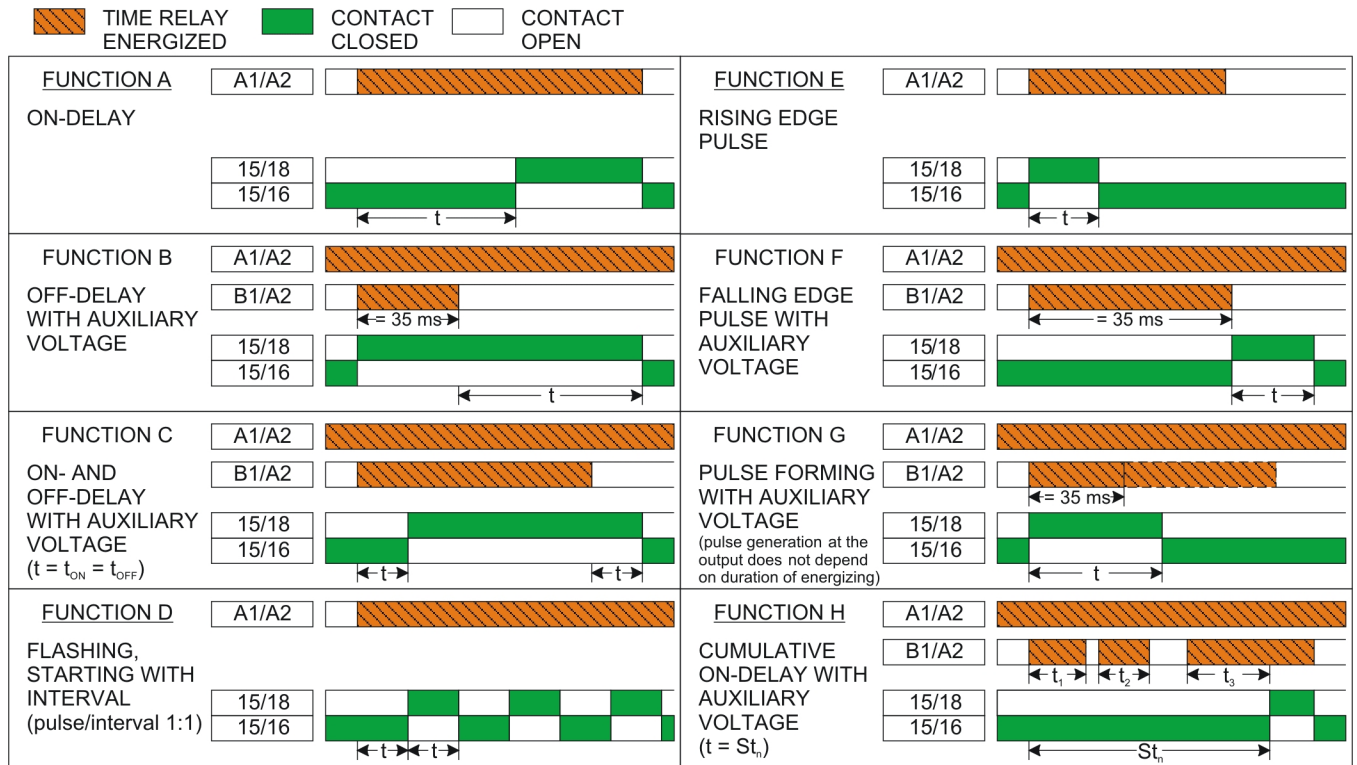 TIME RELAY
ENERGIZED
CONTACT
CLOSED
CONTACT
OPEN
FUNCTION A
A1/A2
ON-DELAY
15/18
15/16
t
FUNCTION E
A1/A2
RISING EDGE
PULSE
15/18
15/16
t
FUNCTION B
A1/A2
OFF-DELAY
WITH AUXILIARY
VOLTAGE
B1/A2
= 35 ms
15/18
15/16
t
FUNCTION F
A1/A2
FALLING EDGE
PULSE WITH
AUXILIARY
VOLTAGE
B1/A2
= 35 ms
15/18
15/16
t
FUNCTION C
A1/A2
ON- AND
OFF-DELAY
WITH AUXILIARY
VOLTAGE
(t = tON = tOFF)
B1/A2
15/18
15/16
t
t
FUNCTION G
A1/A2
PULSE FORMING
WITH AUXILIARY
VOLTAGE
(pulse generation at the
output does not depend
on duration of energizing)
B1/A2
= 35 ms
15/18
15/16
t
FUNCTION D
A1/A2
FLASHING,
STARTING WITH
INTERVAL
(pulse/interval 1:1)
15/18
15/16
t
t
FUNCTION H
A1/A2
CUMULATIVE
ON-DELAY WITH
AUXILIARY
VOLTAGE
(t = Stn)
B1/A2
t1
t2
t3
15/18
15/16
Stn